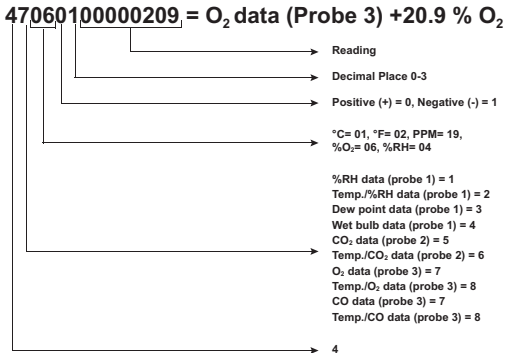 4706010000209 = O₂ data (Probe 3) +20.9 % O₂
Reading
Decimal Place 0-3
Positive (+) = 0, Negative (-) = 1
°C= 01, °F= 02, PPM= 19,
%O₂= 06, %RH= 04
%RH data (probe 1) = 1
Temp./%RH data (probe 1) = 2
Dew point data (probe 1) = 3
Wet bulb data (probe 1) = 4
CO₂ data (probe 2) = 5
Temp./CO₂ data (probe 2) = 6
O₂ data (probe 3) = 7
Temp./O₂ data (probe 3) = 8
CO data (probe 3) = 7
Temp./CO data (probe 3) = 8
4